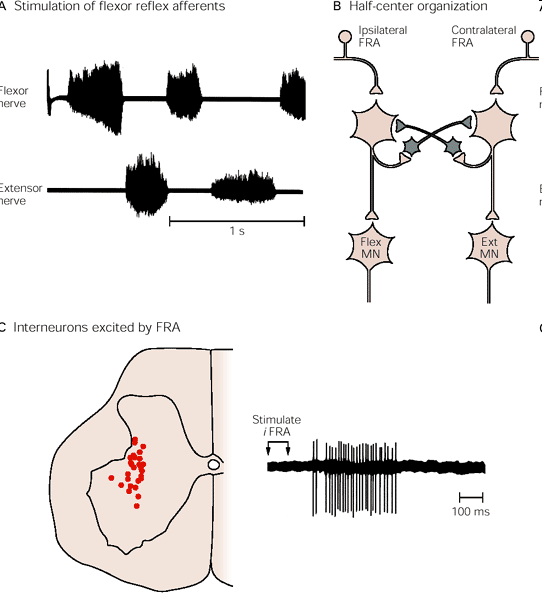 A Stimulation of flexor reflex afferents
Flexor
nerve
Extensor
nerve
1 s
B Half-center organization
Ipsilateral
FRA
Contralateral
FRA
Flex
MN
Ext
MN
C Interneurons excited by FRA
Stimulate
i FRA
100 ms